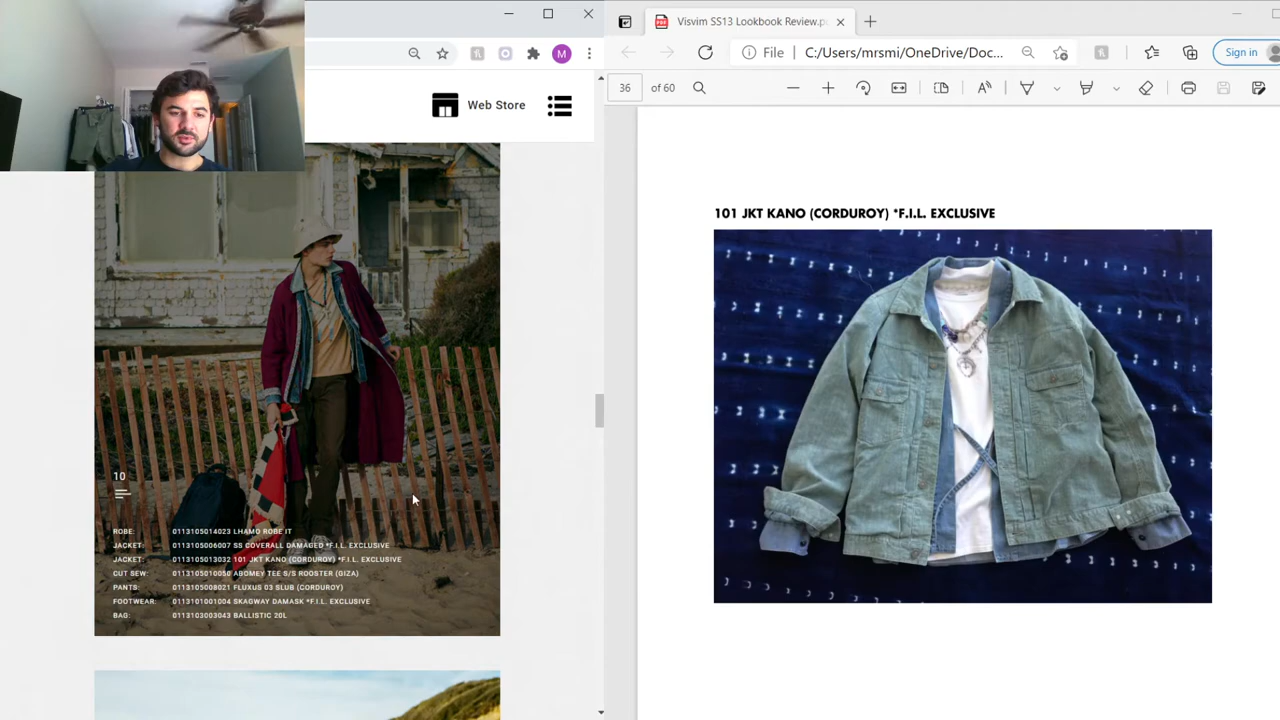 M
Web Store
10
ROBE: 0113105014023 LHAMO ROBE IT
JACKET: 0113105006007 SS COVERALL DAMAGED *F.I.L. EXCLUSIVE
JACKET: 0113105013032 101 JKT KANO (CORDUROY) *F.I.L. EXCLUSIVE
CUT SEW: 0113105010050 ABOMEY TEE S/S ROOSTER (GIZA)
PANTS: 0113105008021 FLUXUS 03 SLUB (CORDUROY)
FOOTWEAR: 0113101001004 SKAGWAY DAMASK *F.I.L. EXCLUSIVE
BAG: 0113103003043 BALLISTIC 20L
PDF Visvim SS13 Lookbook Review.p
File C:/Users/mrsmi/OneDrive/Doc... Sign in
36 of 60
101 JKT KANO (CORDUROY) *F.I.L. EXCLUSIVE